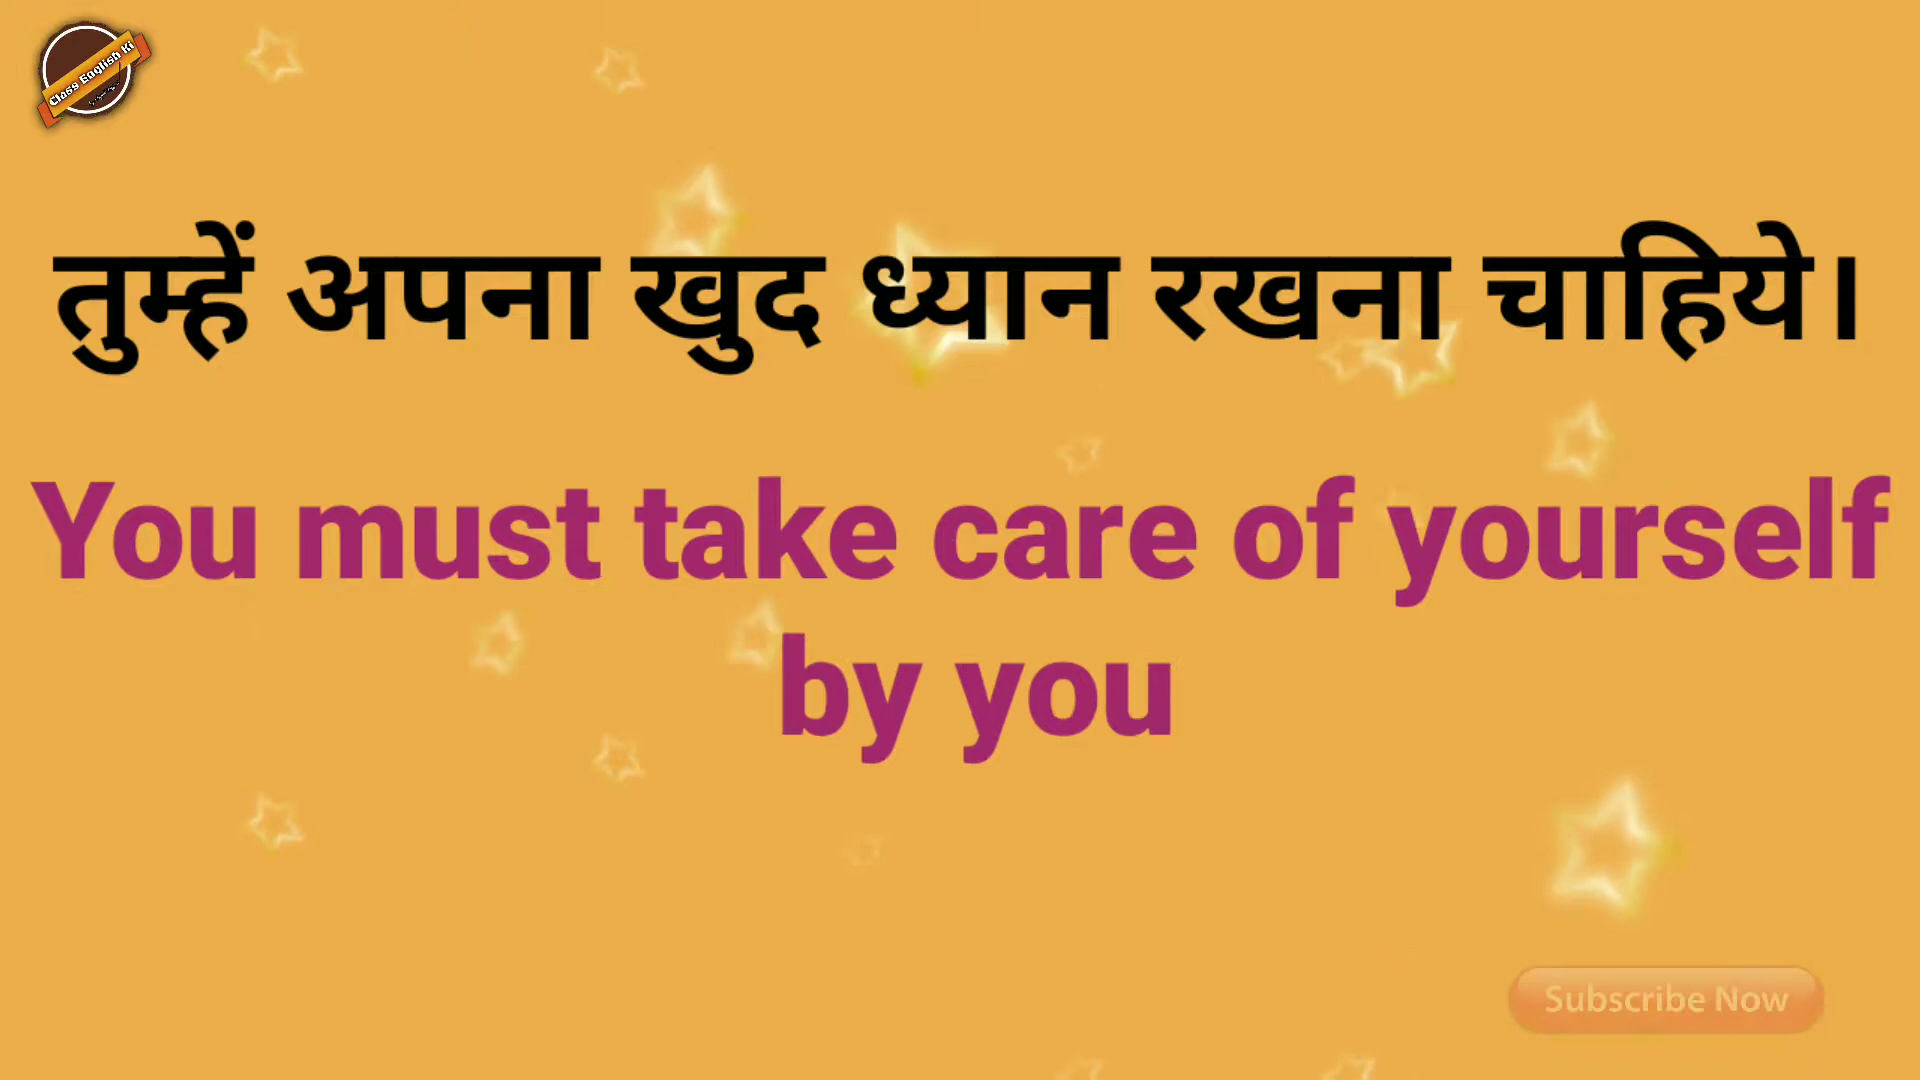 Class English Ki
तुम्हें अपना खुद ध्यान रखना चाहिये।
You must take care of yourself
by you
Subscribe Now